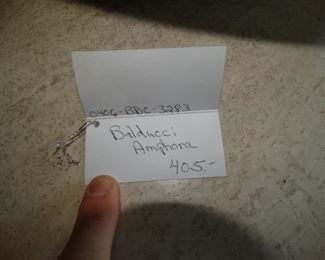 0406-BDC-3283
Balducci
Amphora
405.-